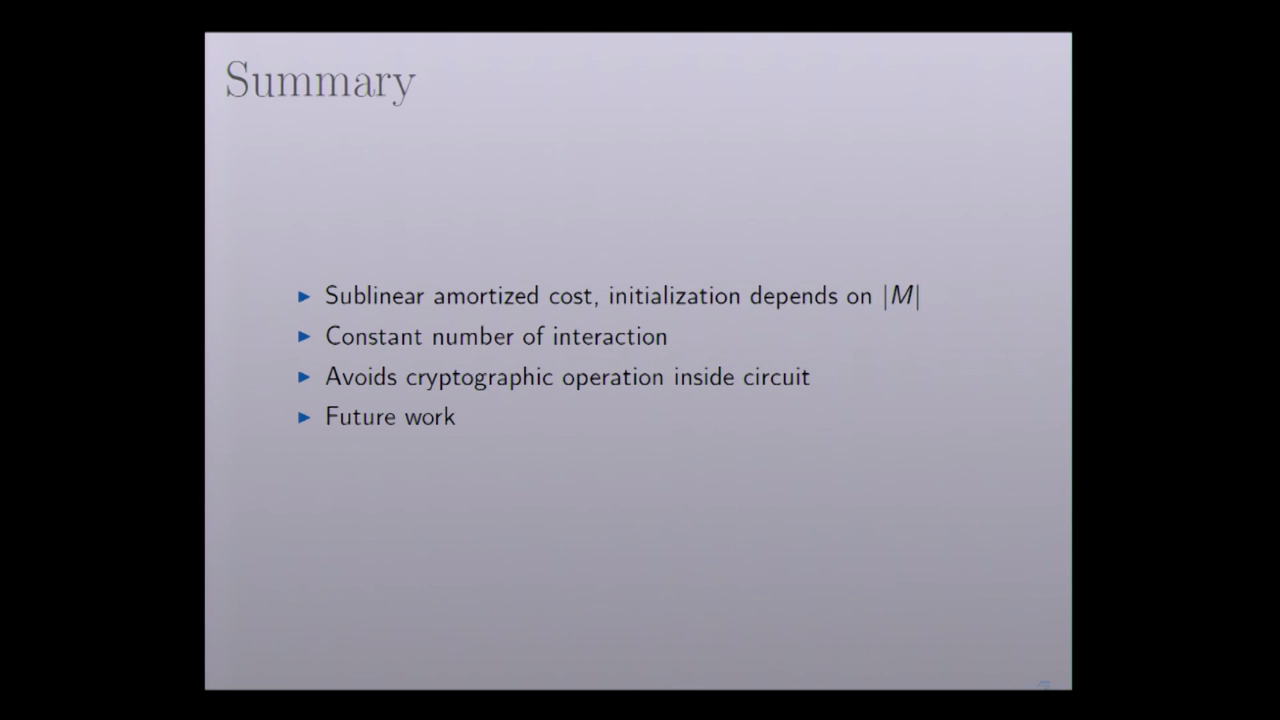 Summary
Sublinear amortized cost, initialization depends on |M|
Constant number of interaction
Avoids cryptographic operation inside circuit
Future work